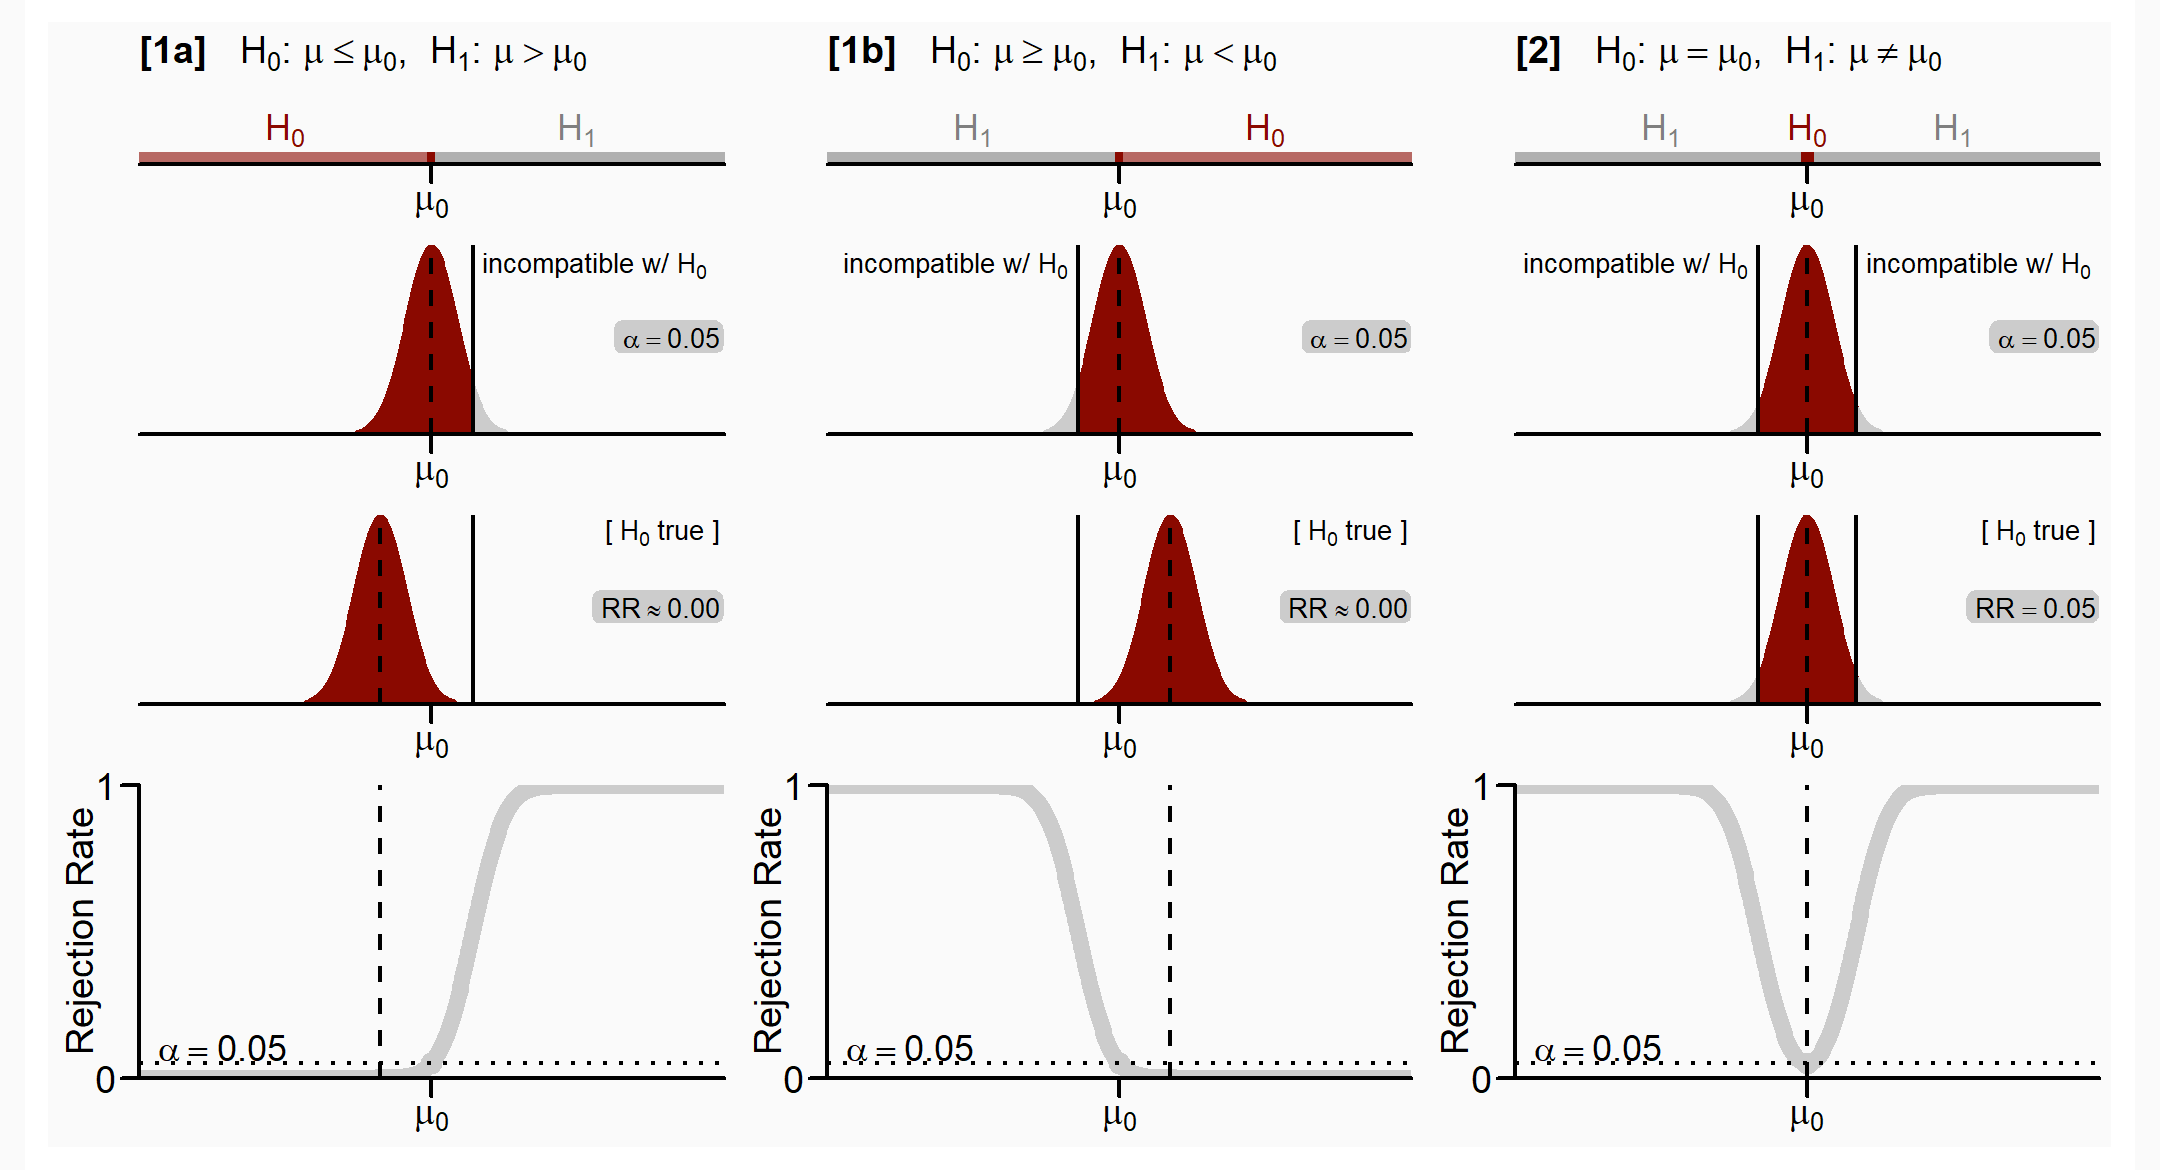 [1a] H₀: μ ≤ μ₀, H₁: μ > μ₀
H₀ H₁
μ₀
incompatible w/ H₀
α = 0.05
μ₀
[ H₀ true ]
RR ≈ 0.00
μ₀
Rejection Rate
1
α = 0.05
0
μ₀
[1b] H₀: μ ≥ μ₀, H₁: μ < μ₀
H₁ H₀
μ₀
incompatible w/ H₀
α = 0.05
μ₀
[ H₀ true ]
RR ≈ 0.00
μ₀
Rejection Rate
1
α = 0.05
0
μ₀
[2] H₀: μ = μ₀, H₁: μ ≠ μ₀
H₁ H₀ H₁
μ₀
incompatible w/ H₀ incompatible w/ H₀
α = 0.05
μ₀
[ H₀ true ]
RR = 0.05
μ₀
Rejection Rate
1
α = 0.05
0
μ₀